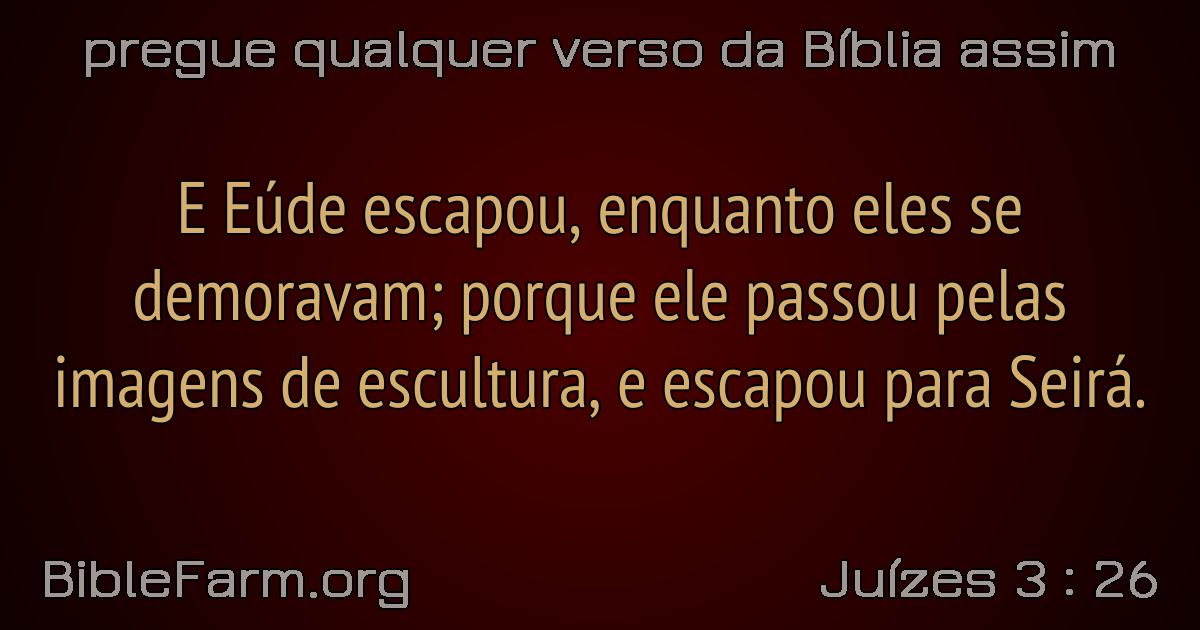 pregue qualquer verso da Bíblia assim
E Eúde escapou, enquanto eles se
demoravam; porque ele passou pelas
imagens de escultura, e escapou para Seirá.
BibleFarm.org
Juízes 3 : 26